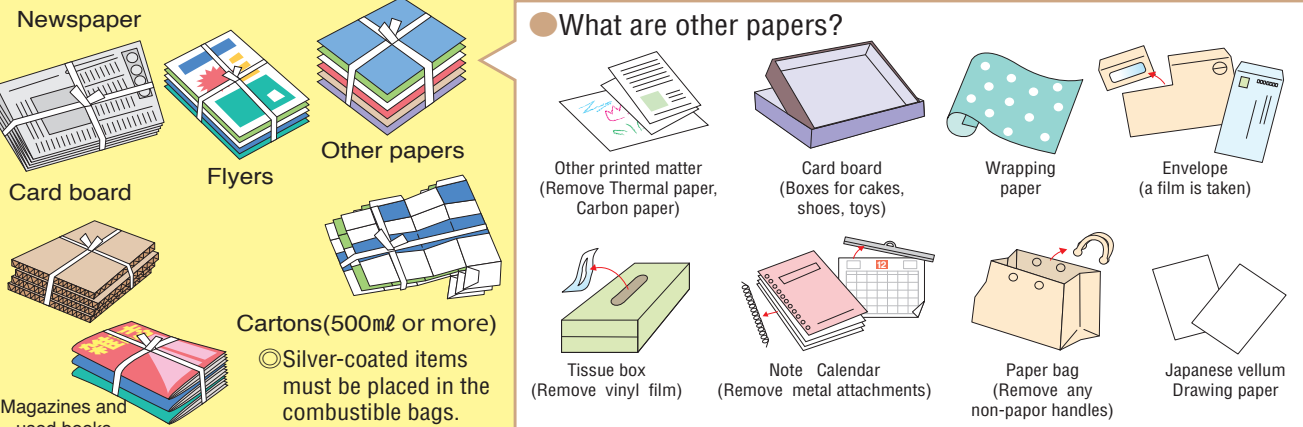 Newspaper
Flyers
Other papers
Card board
Cartons(500mℓ or more)
◎Silver-coated items
must be placed in the
combustible bags.
Magazines and
used books
●What are other papers?
Other printed matter
(Remove Thermal paper,
Carbon paper)
Card board
(Boxes for cakes,
shoes, toys)
Wrapping
paper
Envelope
(a film is taken)
Tissue box
(Remove vinyl film)
12
Note Calendar
(Remove metal attachments)
Paper bag
(Remove any
non-papor handles)
Japanese vellum
Drawing paper